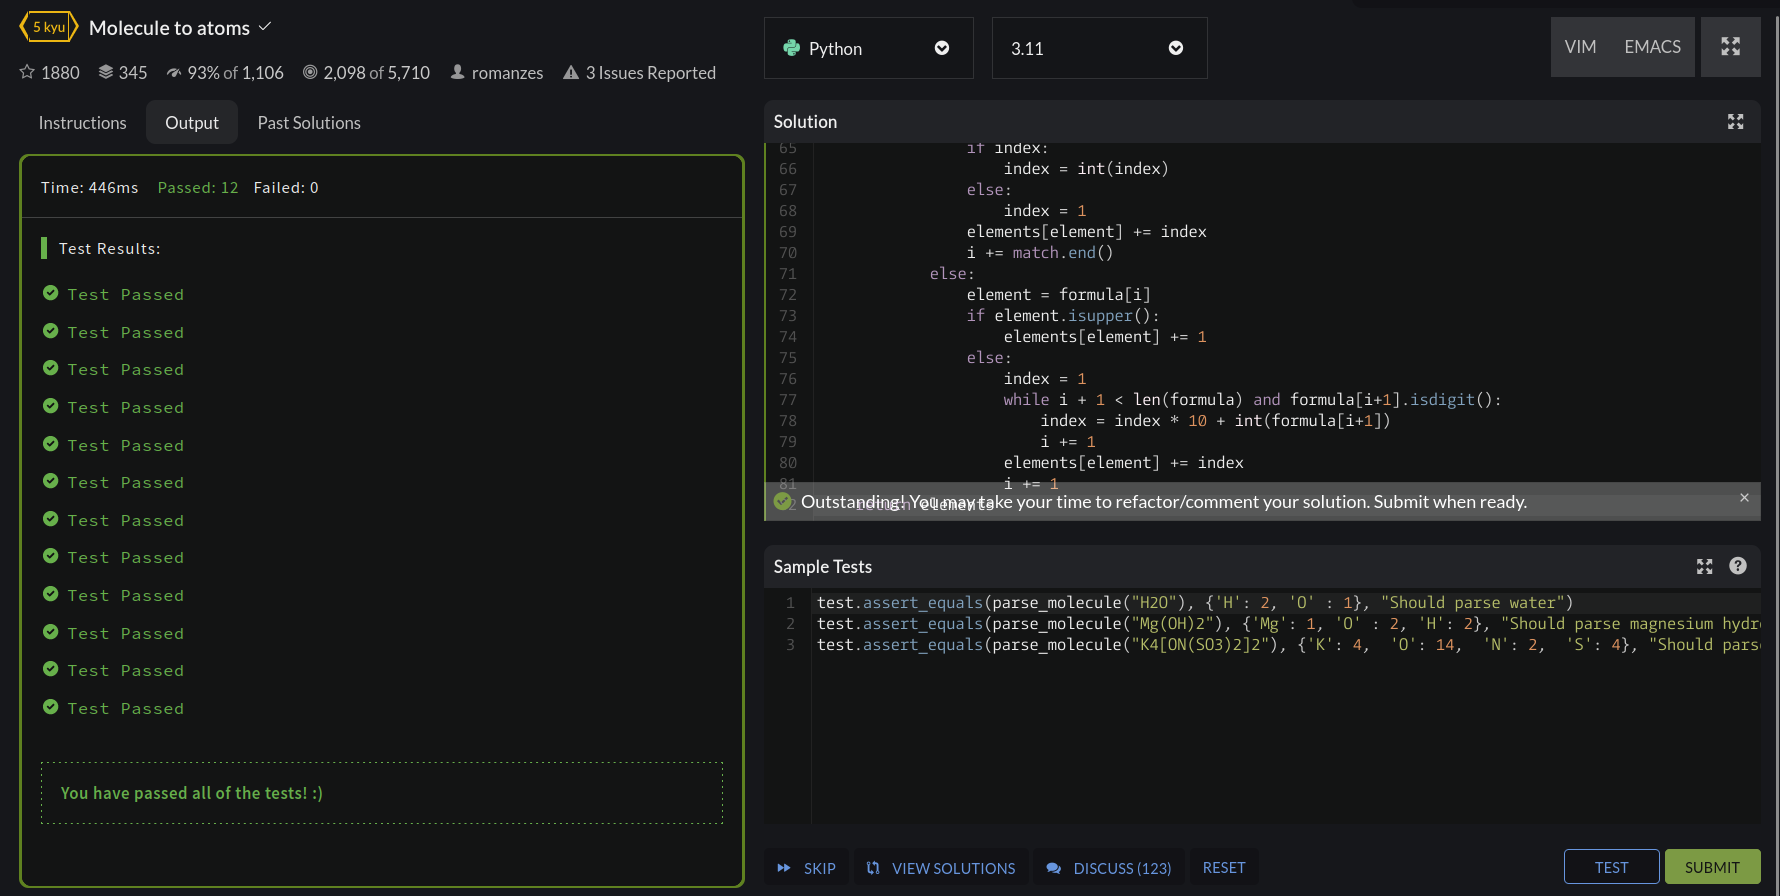 5 kyu Molecule to atoms
1880 345 93% of 1,106 2,098 of 5,710 romanzes 3 Issues Reported
Instructions Output Past Solutions
Time: 446ms Passed: 12 Failed: 0
Test Results:
Test Passed
Test Passed
Test Passed
Test Passed
Test Passed
Test Passed
Test Passed
Test Passed
Test Passed
Test Passed
Test Passed
Test Passed
You have passed all of the tests! :)
Python 3.11 VIM EMACS
Solution
65 if index:
66 index = int(index)
67 else:
68 index = 1
69 elements[element] += index
70 i += match.end()
71 else:
72 element = formula[i]
73 if element.isupper():
74 elements[element] += 1
75 else:
76 index = 1
77 while i + 1 < len(formula) and formula[i+1].isdigit():
78 index = index * 10 + int(formula[i+1])
79 i += 1
80 elements[element] += index
81 i += 1
return elements
Outstanding! You may take your time to refactor/comment your solution. Submit when ready.
Sample Tests
1 test.assert_equals(parse_molecule("H2O"), {'H': 2, 'O' : 1}, "Should parse water")
2 test.assert_equals(parse_molecule("Mg(OH)2"), {'Mg': 1, 'O' : 2, 'H': 2}, "Should parse magnesium hydr
3 test.assert_equals(parse_molecule("K4[ON(SO3)2]2"), {'K': 4, 'O': 14, 'N': 2, 'S': 4}, "Should pars
SKIP VIEW SOLUTIONS DISCUSS (123) RESET TEST SUBMIT